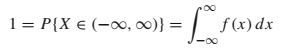 1 = P{X ∈ (−∞, ∞)} = ∫_{−∞}^{∞} f(x) dx